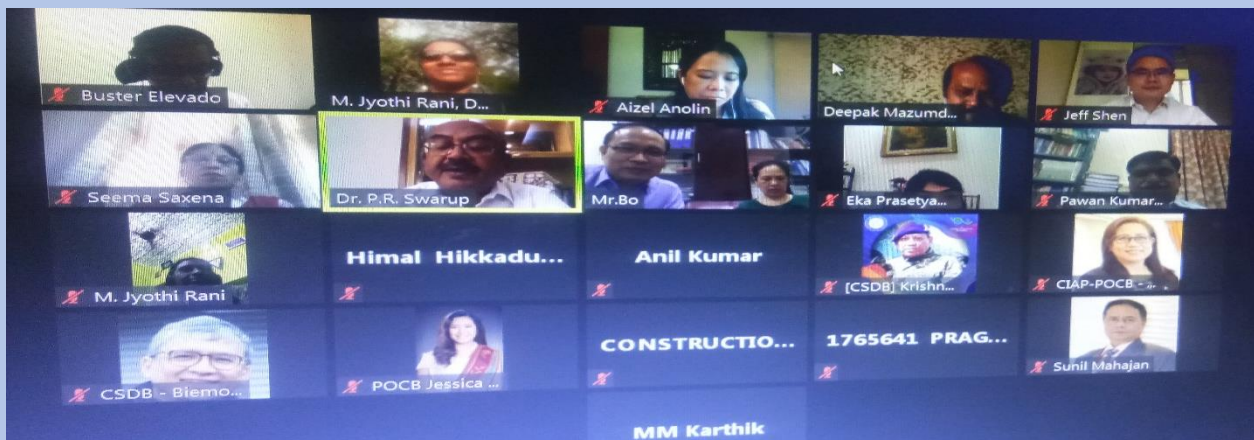 Buster Elevado
M. Jyothi Rani, D...
Aizel Anolin
Deepak Mazumd...
Jeff Shen
Seema Saxena
Dr. P.R. Swarup
Mr.Bo
Eka Prasetya...
Pawan Kumar...
M. Jyothi Rani
Himal Hikkadu...
Anil Kumar
[CSDB] Krishn...
CIAP-POCB - ...
CSDB - Biemo...
POCB Jessica ...
CONSTRUCTIO...
1765641 PRAG...
Sunil Mahajan
MM Karthik